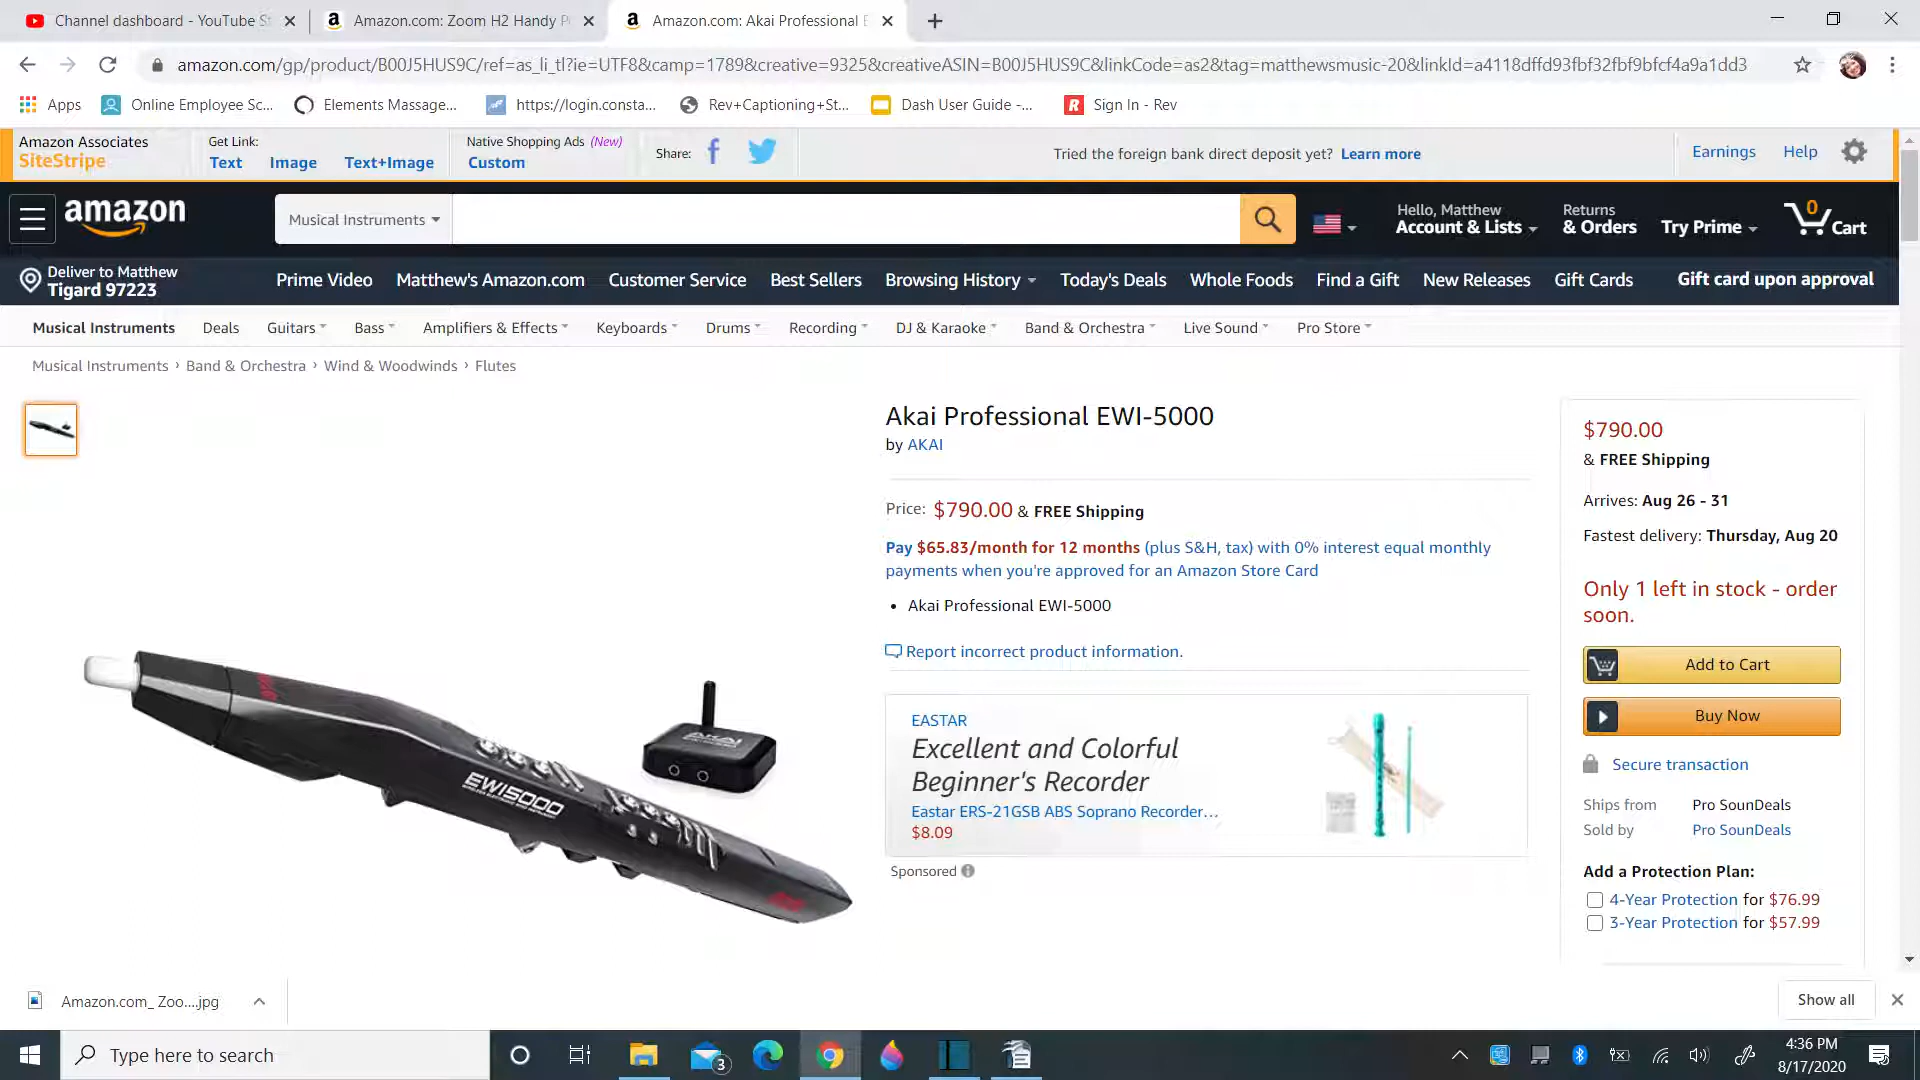 Channel dashboard - YouTube S
Amazon.com: Zoom H2 Handy P
Amazon.com: Akai Professional E
amazon.com/gp/product/B00J5HUS9C/ref=as_li_tl?ie=UTF8&camp=1789&creative=9325&creativeASIN=B00J5HUS9C&linkCode=as2&tag=matthewsmusic-20&linkId=a4118dffd93fbf32fbf9bfcf4a9a1dd3
Apps
Online Employee Sc...
Elements Massage...
https://login.consta...
Rev+Captioning+St...
Dash User Guide -...
Sign In - Rev
Amazon Associates
SiteStripe
Get Link:
Text Image Text+Image
Native Shopping Ads (New)
Custom
Share:
Tried the foreign bank direct deposit yet? Learn more
Earnings Help
amazon
Musical Instruments
Hello, Matthew
Account & Lists
Returns
& Orders
Try Prime
0
Cart
Deliver to Matthew
Tigard 97223
Prime Video Matthew's Amazon.com Customer Service Best Sellers Browsing History Today's Deals Whole Foods Find a Gift New Releases Gift Cards
Gift card upon approval
Musical Instruments Deals Guitars Bass Amplifiers & Effects Keyboards Drums Recording DJ & Karaoke Band & Orchestra Live Sound Pro Store
Musical Instruments › Band & Orchestra › Wind & Woodwinds › Flutes
Akai Professional EWI-5000
by AKAI
Price: $790.00 & FREE Shipping
Pay $65.83/month for 12 months (plus S&H, tax) with 0% interest equal monthly
payments when you're approved for an Amazon Store Card
• Akai Professional EWI-5000
Report incorrect product information.
AKAI
EWI5000
EASTAR
Excellent and Colorful
Beginner's Recorder
Eastar ERS-21GSB ABS Soprano Recorder...
$8.09
Sponsored
$790.00
& FREE Shipping
Arrives: Aug 26 - 31
Fastest delivery: Thursday, Aug 20
Only 1 left in stock - order
soon.
Add to Cart
Buy Now
Secure transaction
Ships from Pro SounDeals
Sold by Pro SounDeals
Add a Protection Plan:
4-Year Protection for $76.99
3-Year Protection for $57.99
Amazon.com_ Zoo....jpg
Show all
Type here to search
3
4:36 PM
8/17/2020